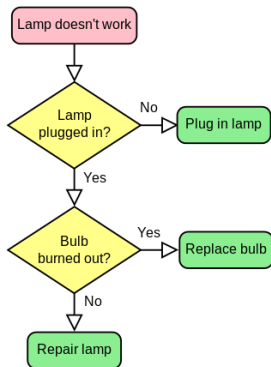 Lamp doesn't work
Lamp
plugged in?
No
Plug in lamp
Yes
Bulb
burned out?
Yes
Replace bulb
No
Repair lamp